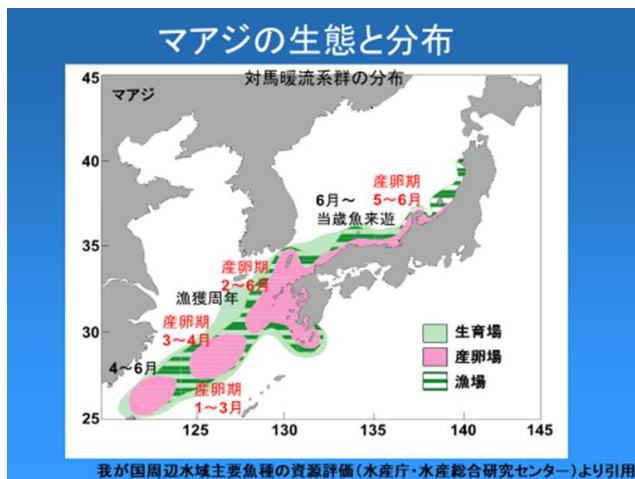 マアジの生態と分布
対馬暖流系群の分布
マアジ
45
40
35
30
25
産卵期
5～6月
6月～
当歳魚来遊
産卵期
2～6月
漁獲周年
産卵期
3～4月
4～6月
産卵期
1～3月
生育場
産卵場
漁場
125
130
135
140
145
我が国周辺水域主要魚種の資源評価（水産庁・水産総合研究センター）より引用